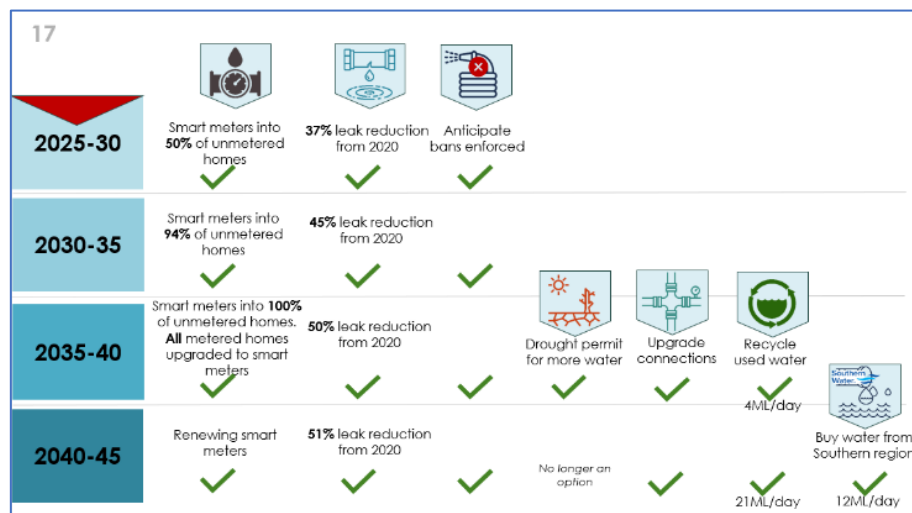 17
2025-30
Smart meters into
50% of unmetered
homes
37% leak reduction
from 2020
Anticipate
bans enforced
2030-35
Smart meters into
94% of unmetered
homes
45% leak reduction
from 2020
2035-40
Smart meters into 100%
of unmetered homes.
All metered homes
upgraded to smart
meters
50% leak reduction
from 2020
Drought permit
for more water
Upgrade
connections
Recycle
used water
4ML/day
2040-45
Renewing smart
meters
51% leak reduction
from 2020
No longer an
option
21ML/day
Southern
Water
Buy water from
Southern region
12ML/day